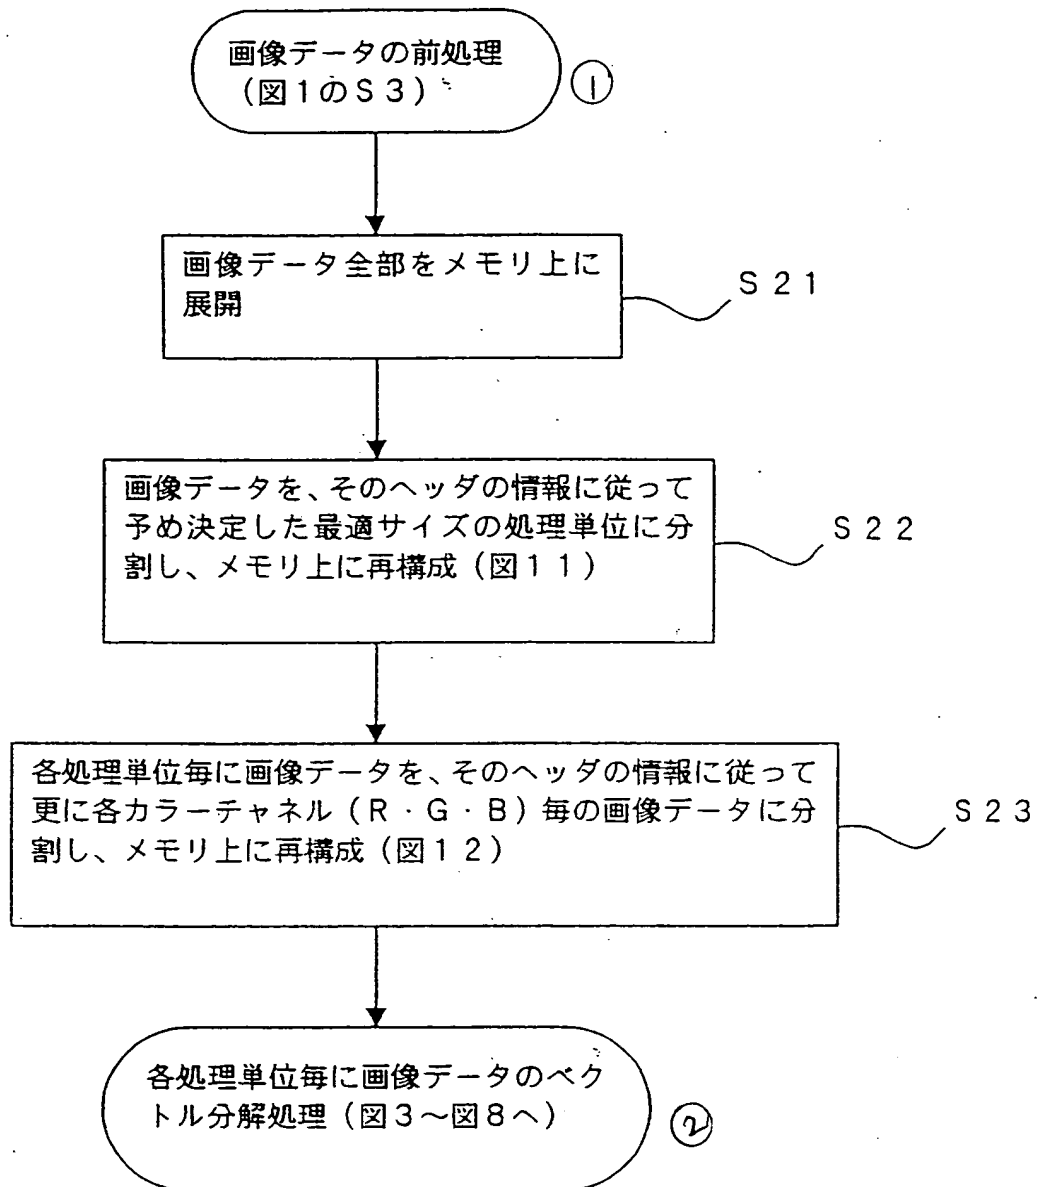 画像データの前処理
(図1のS3)
①
画像データ全部をメモリ上に
展開
S21
画像データを、そのヘッダの情報に従って
予め決定した最適サイズの処理単位に分
割し、メモリ上に再構成(図11)
S22
各処理単位毎に画像データを、そのヘッダの情報に従って
更に各カラーチャネル(R・G・B)毎の画像データに分
割し、メモリ上に再構成(図12)
S23
各処理単位毎に画像データのベク
トル分解処理(図3〜図8へ)
②